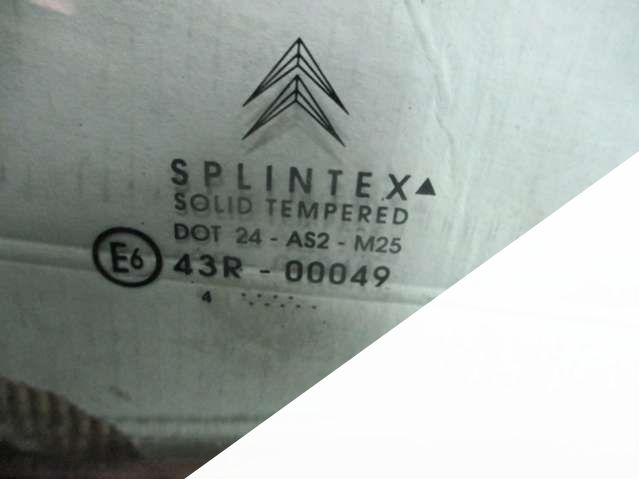 SPLINTEX
SOLID TEMPERED
DOT 24 - AS2 - M25
E6 43R - 00049
4